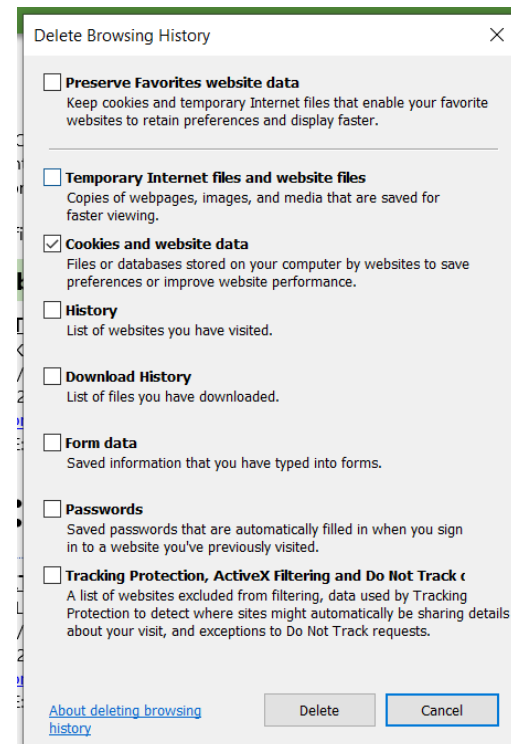 Delete Browsing History
Preserve Favorites website data
Keep cookies and temporary Internet files that enable your favorite
websites to retain preferences and display faster.
Temporary Internet files and website files
Copies of webpages, images, and media that are saved for
faster viewing.
Cookies and website data
Files or databases stored on your computer by websites to save
preferences or improve website performance.
History
List of websites you have visited.
Download History
List of files you have downloaded.
Form data
Saved information that you have typed into forms.
Passwords
Saved passwords that are automatically filled in when you sign
in to a website you've previously visited.
Tracking Protection, ActiveX Filtering and Do Not Track
A list of websites excluded from filtering, data used by Tracking
Protection to detect where sites might automatically be sharing details
about your visit, and exceptions to Do Not Track requests.
About deleting browsing
history
Delete
Cancel